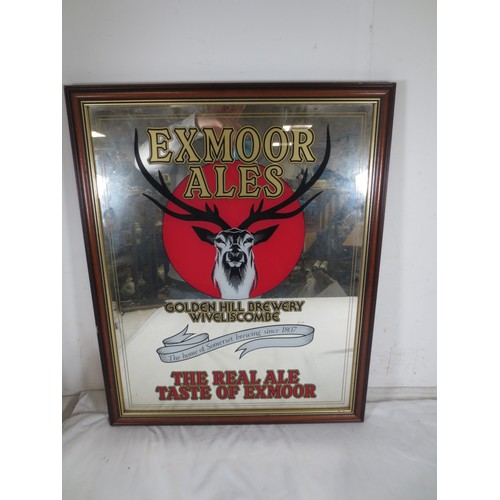 EXMOOR
ALES
GOLDEN HILL BREWERY
WIVELISCOMBE
The home of Somerset brewing since 1807
THE REAL ALE
TASTE OF EXMOOR